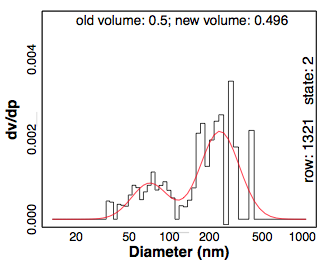 old volume: 0.5; new volume: 0.496
dv/dp
0.004
0.002
0.000
row: 1321 state: 2
20 50 100 200 500 1000
Diameter (nm)